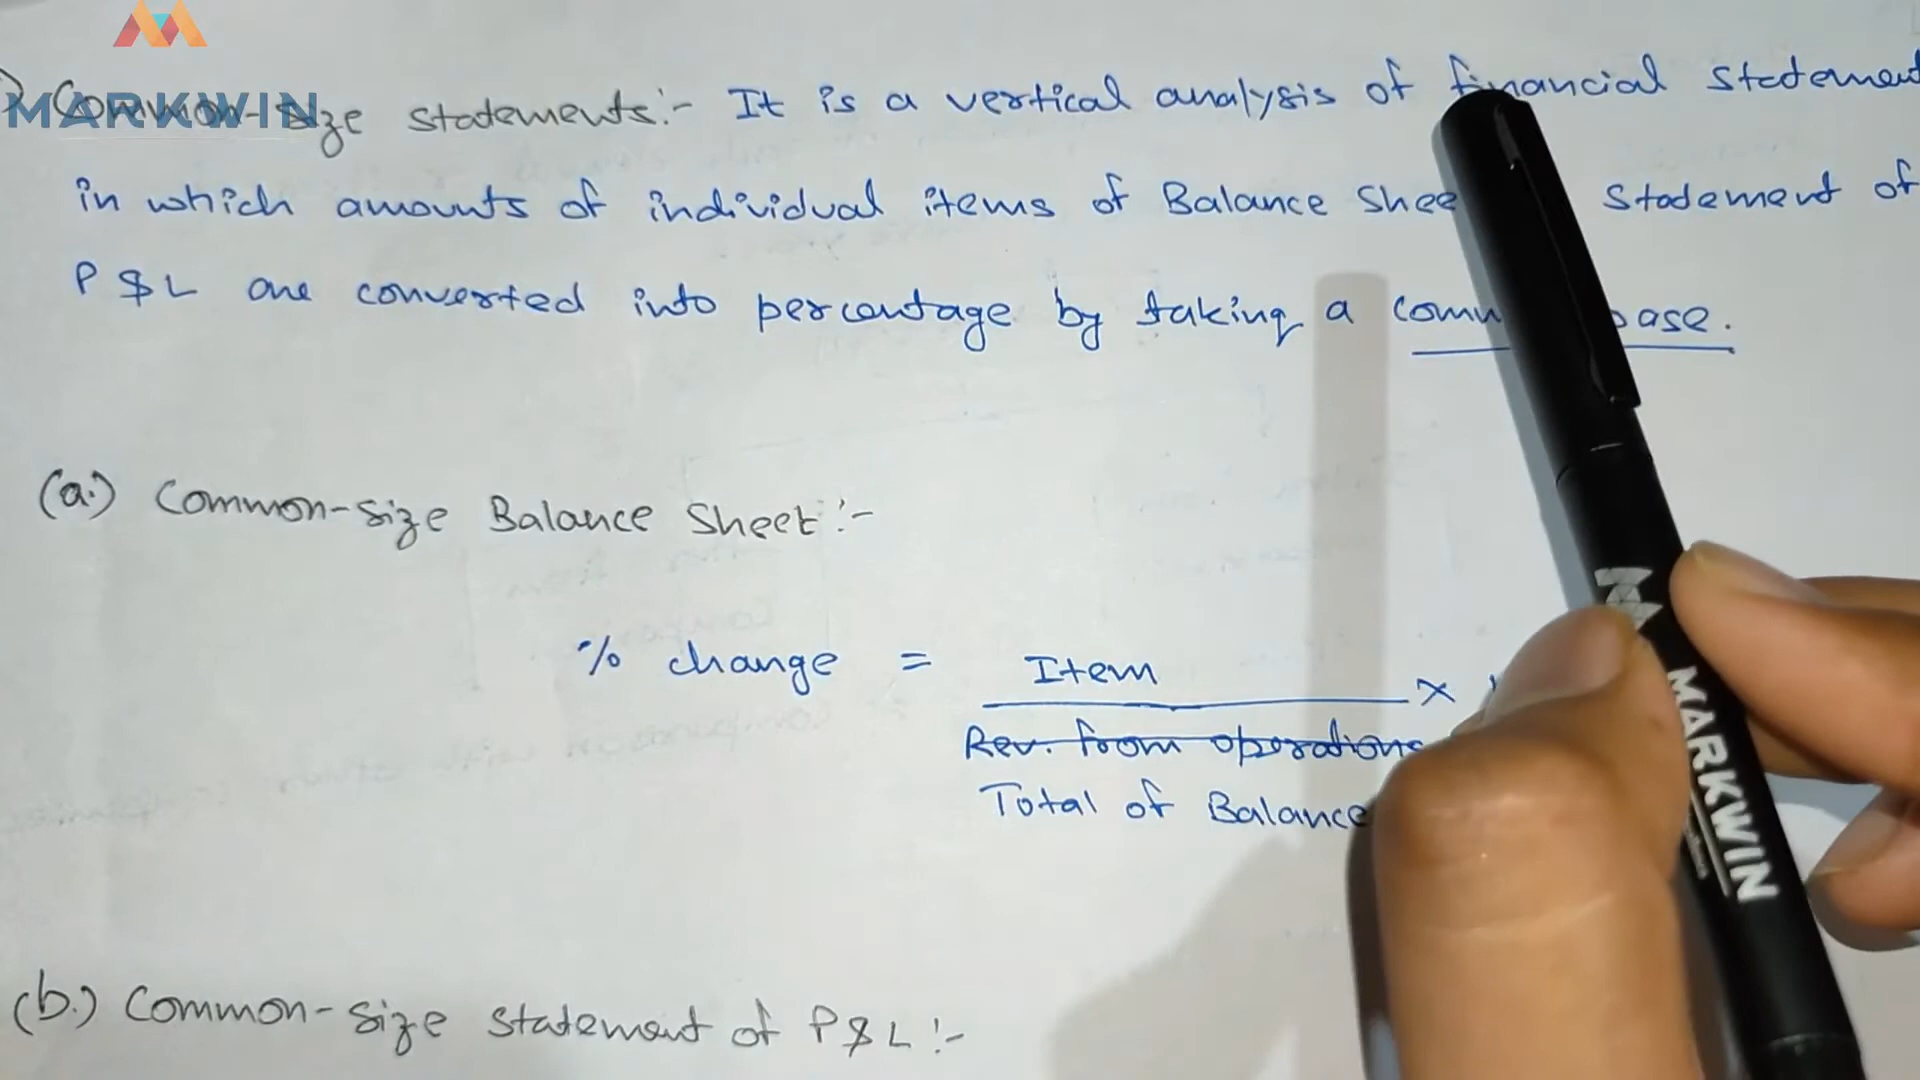 MARKWIN
Common-size statements:- It is a vertical analysis of financial statement
in which amounts of individual items of Balance Shee Statement of
P & L are converted into percentage by taking a comm base.
(a.) Common-size Balance Sheet:-
% change = Item ×
Rev. from operations
Total of Balance
(b.) Common-size statement of P & L:-
MARKWIN